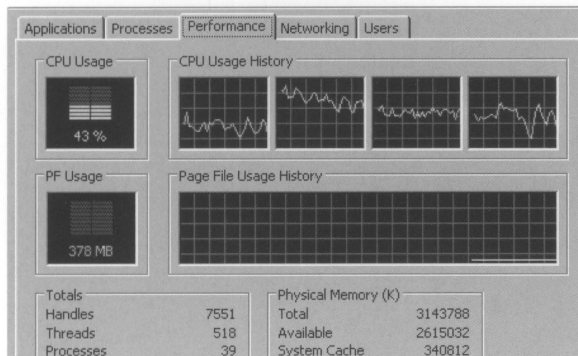 Applications Processes Performance Networking Users
CPU Usage CPU Usage History
43 %
PF Usage Page File Usage History
378 MB
Totals Physical Memory (K)
Handles 7551 Total 3143788
Threads 518 Available 2615032
Processes 39 System Cache 340812